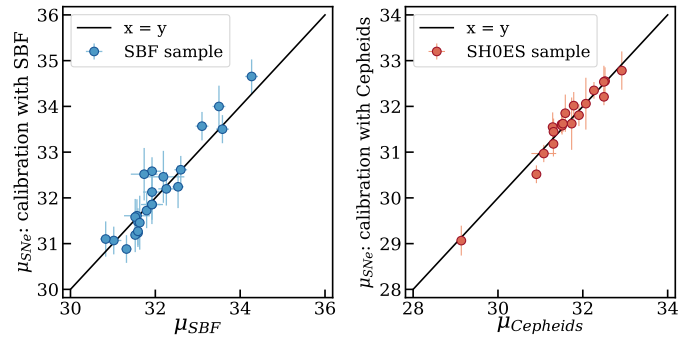 μSNe: calibration with SBF
36
35
34
33
32
31
30
x = y
SBF sample
30
32
34
36
μSBF
μSNe: calibration with Cepheids
34
33
32
31
30
29
28
x = y
SH0ES sample
28
30
32
34
μCepheids